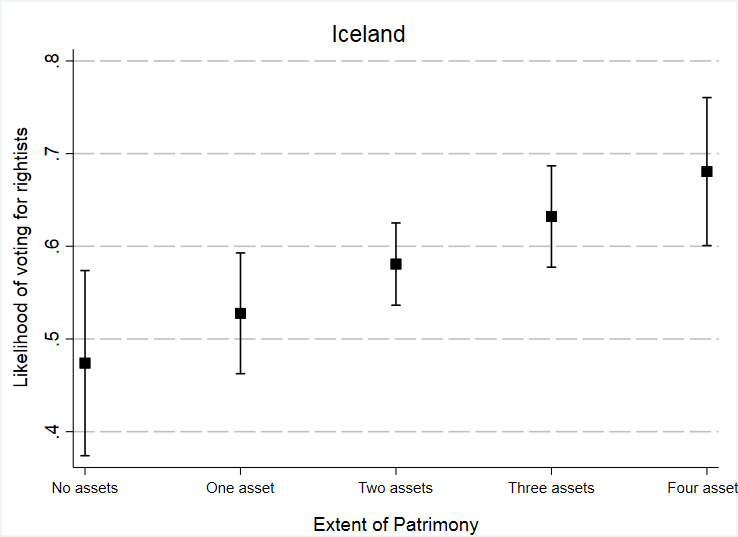 Iceland
Likelihood of voting for rightists
.8
.7
.6
.5
.4
No assets
One asset
Two assets
Three assets
Four asset
Extent of Patrimony